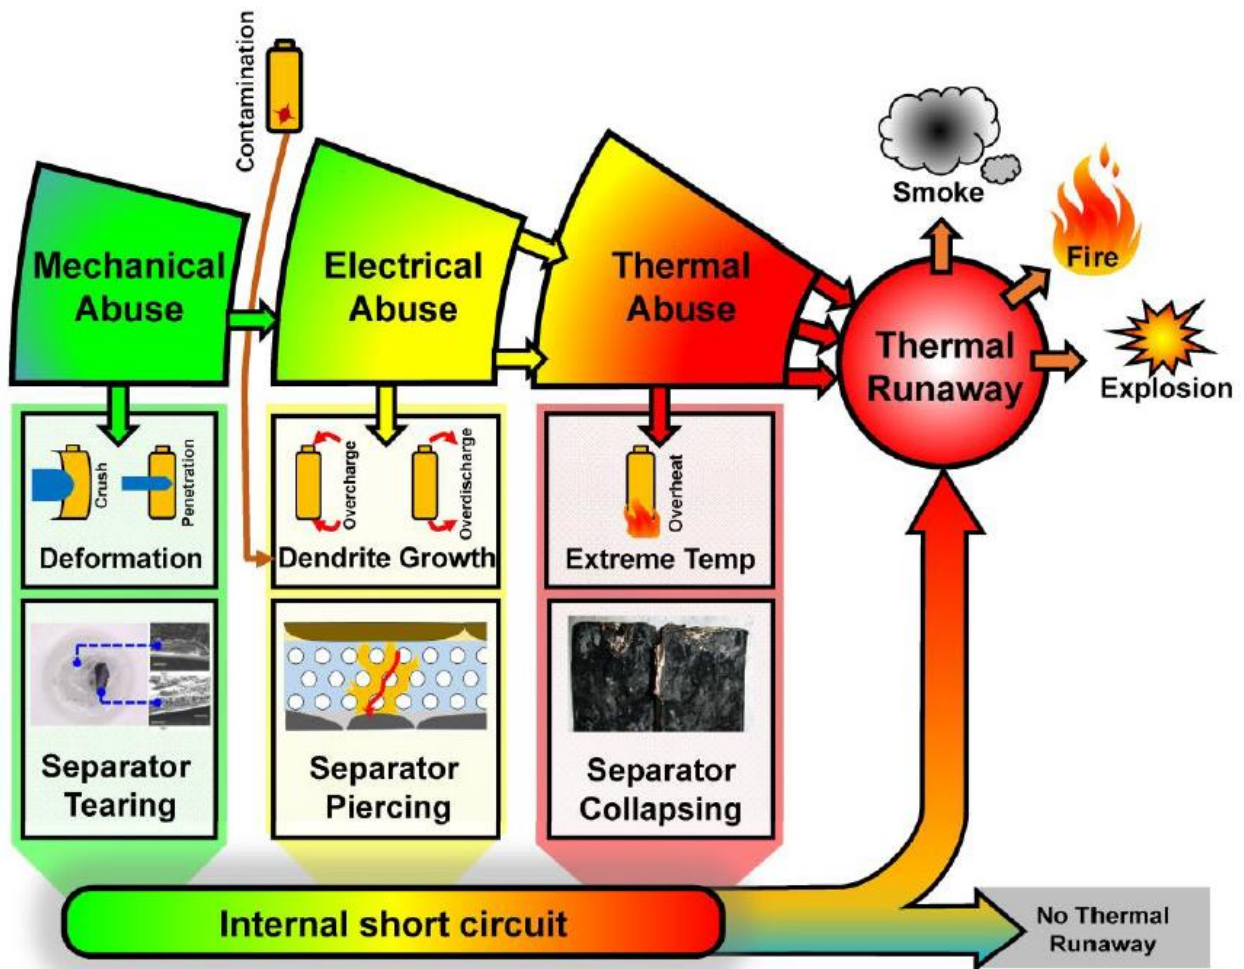 Contamination
Mechanical
Abuse
Electrical
Abuse
Thermal
Abuse
Thermal
Runaway
Smoke
Fire
Explosion
Crush
Penetration
Deformation
Overcharge
Overdischarge
Dendrite Growth
Overheat
Extreme Temp
Separator
Tearing
Separator
Piercing
Separator
Collapsing
Internal short circuit
No Thermal
Runaway